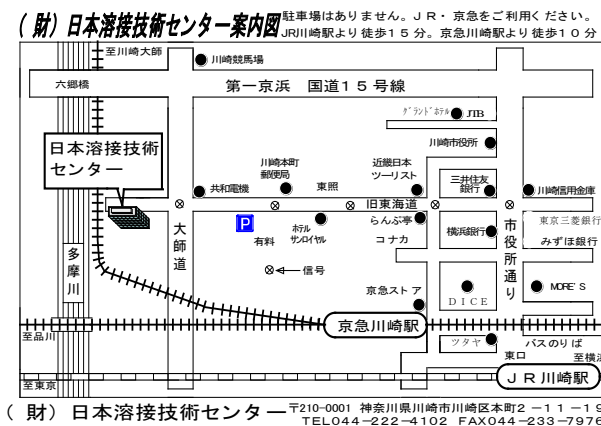 (財)日本溶接技術センター案内図
駐車場はありません。JR・京急をご利用ください。
JR川崎駅より徒歩15分。京急川崎駅より徒歩10分
至川崎大師
川崎競馬場
六郷橋
第一京浜 国道15号線
グランドホテル
JTB
川崎市役所
日本溶接技術
センター
川崎本町
郵便局
近畿日本
ツーリスト
三井住友
銀行
共和電機
東照
川崎信用金庫
旧東海道
大師道
P
有料
ホテル
サンロイヤル
らんぷ亭
コナカ
横浜銀行
市役所通り
東京三菱銀行
みずほ銀行
多摩川
信号
京急ストア
DICE
MORE'S
至品川
京急川崎駅
ツタヤ
バスのりば
東口
至横浜
至東京
JR川崎駅
(財)日本溶接技術センター
〒210-0001 神奈川県川崎市川崎区本町2-11-19
TEL044-222-4102 FAX044-233-7976